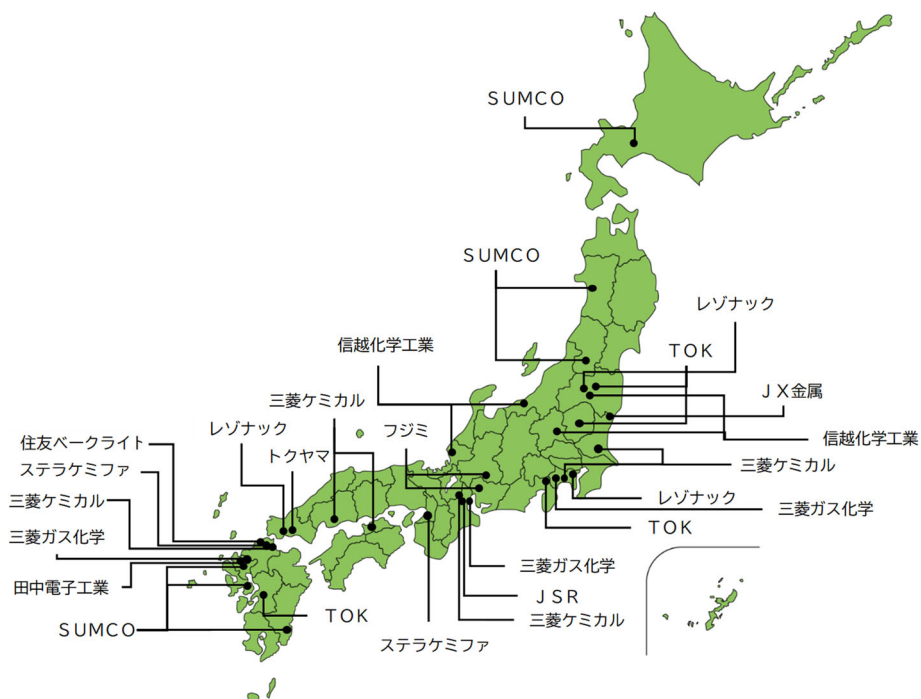 ＳＵＭＣＯ
ＳＵＭＣＯ
レゾナック
信越化学工業
ＴＯＫ
ＪＸ金属
三菱ケミカル
住友ベークライト
レゾナック
フジミ
信越化学工業
ステラケミファ
トクヤマ
三菱ケミカル
三菱ケミカル
レゾナック
三菱ガス化学
三菱ガス化学
ＴＯＫ
三菱ガス化学
田中電子工業
ＪＳＲ
ＴＯＫ
三菱ケミカル
ＳＵＭＣＯ
ステラケミファ